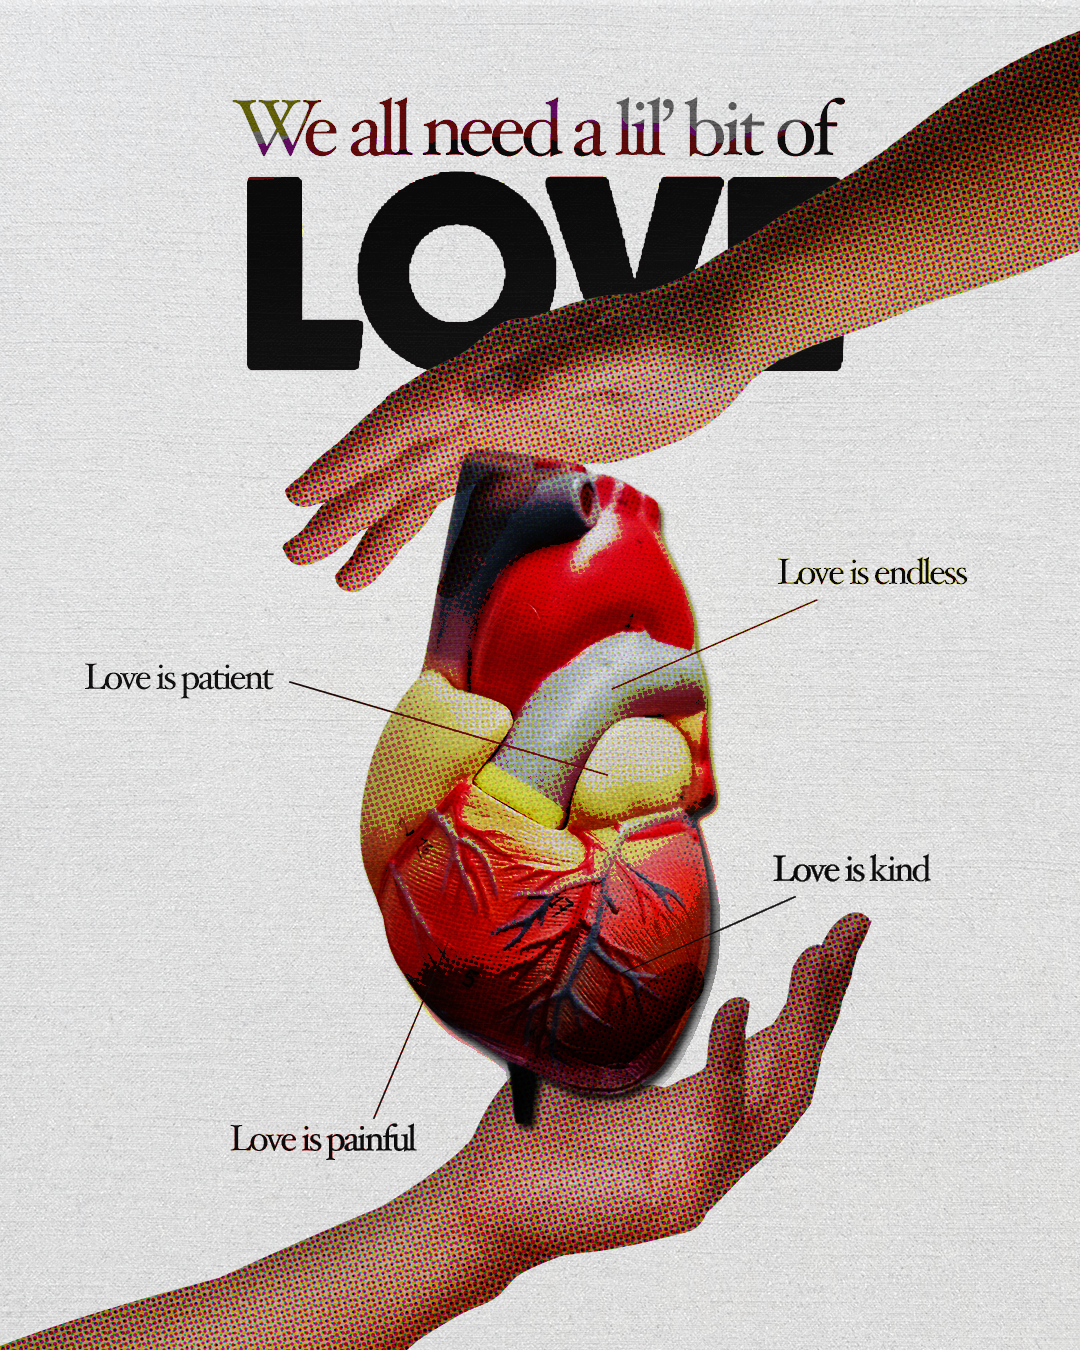 We all need a lil’ bit of
LOVE
Love is endless
Love is patient
Love is kind
Love is painful